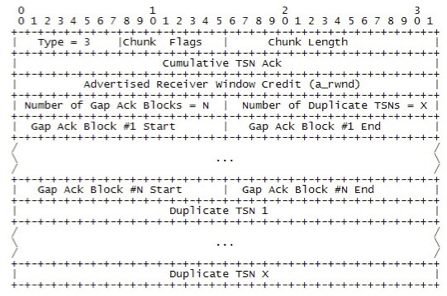 0                   1                   2                   3
0 1 2 3 4 5 6 7 8 9 0 1 2 3 4 5 6 7 8 9 0 1 2 3 4 5 6 7 8 9 0 1
+-+-+-+-+-+-+-+-+-+-+-+-+-+-+-+-+-+-+-+-+-+-+-+-+-+-+-+-+-+-+-+-+
|   Type = 3    |Chunk  Flags   |      Chunk Length             |
+-+-+-+-+-+-+-+-+-+-+-+-+-+-+-+-+-+-+-+-+-+-+-+-+-+-+-+-+-+-+-+-+
|                      Cumulative TSN Ack                       |
+-+-+-+-+-+-+-+-+-+-+-+-+-+-+-+-+-+-+-+-+-+-+-+-+-+-+-+-+-+-+-+-+
|          Advertised Receiver Window Credit (a_rwnd)           |
+-+-+-+-+-+-+-+-+-+-+-+-+-+-+-+-+-+-+-+-+-+-+-+-+-+-+-+-+-+-+-+-+
| Number of Gap Ack Blocks = N  |  Number of Duplicate TSNs = X |
+-+-+-+-+-+-+-+-+-+-+-+-+-+-+-+-+-+-+-+-+-+-+-+-+-+-+-+-+-+-+-+-+
|  Gap Ack Block #1 Start       |   Gap Ack Block #1 End        |
+-+-+-+-+-+-+-+-+-+-+-+-+-+-+-+-+-+-+-+-+-+-+-+-+-+-+-+-+-+-+-+-+
/                                                               /
\                              ...                              \
/                                                               /
+-+-+-+-+-+-+-+-+-+-+-+-+-+-+-+-+-+-+-+-+-+-+-+-+-+-+-+-+-+-+-+-+
|   Gap Ack Block #N Start      |  Gap Ack Block #N End         |
+-+-+-+-+-+-+-+-+-+-+-+-+-+-+-+-+-+-+-+-+-+-+-+-+-+-+-+-+-+-+-+-+
|                       Duplicate TSN 1                         |
+-+-+-+-+-+-+-+-+-+-+-+-+-+-+-+-+-+-+-+-+-+-+-+-+-+-+-+-+-+-+-+-+
/                                                               /
\                              ...                              \
/                                                               /
+-+-+-+-+-+-+-+-+-+-+-+-+-+-+-+-+-+-+-+-+-+-+-+-+-+-+-+-+-+-+-+-+
|                       Duplicate TSN X                         |
+-+-+-+-+-+-+-+-+-+-+-+-+-+-+-+-+-+-+-+-+-+-+-+-+-+-+-+-+-+-+-+-+